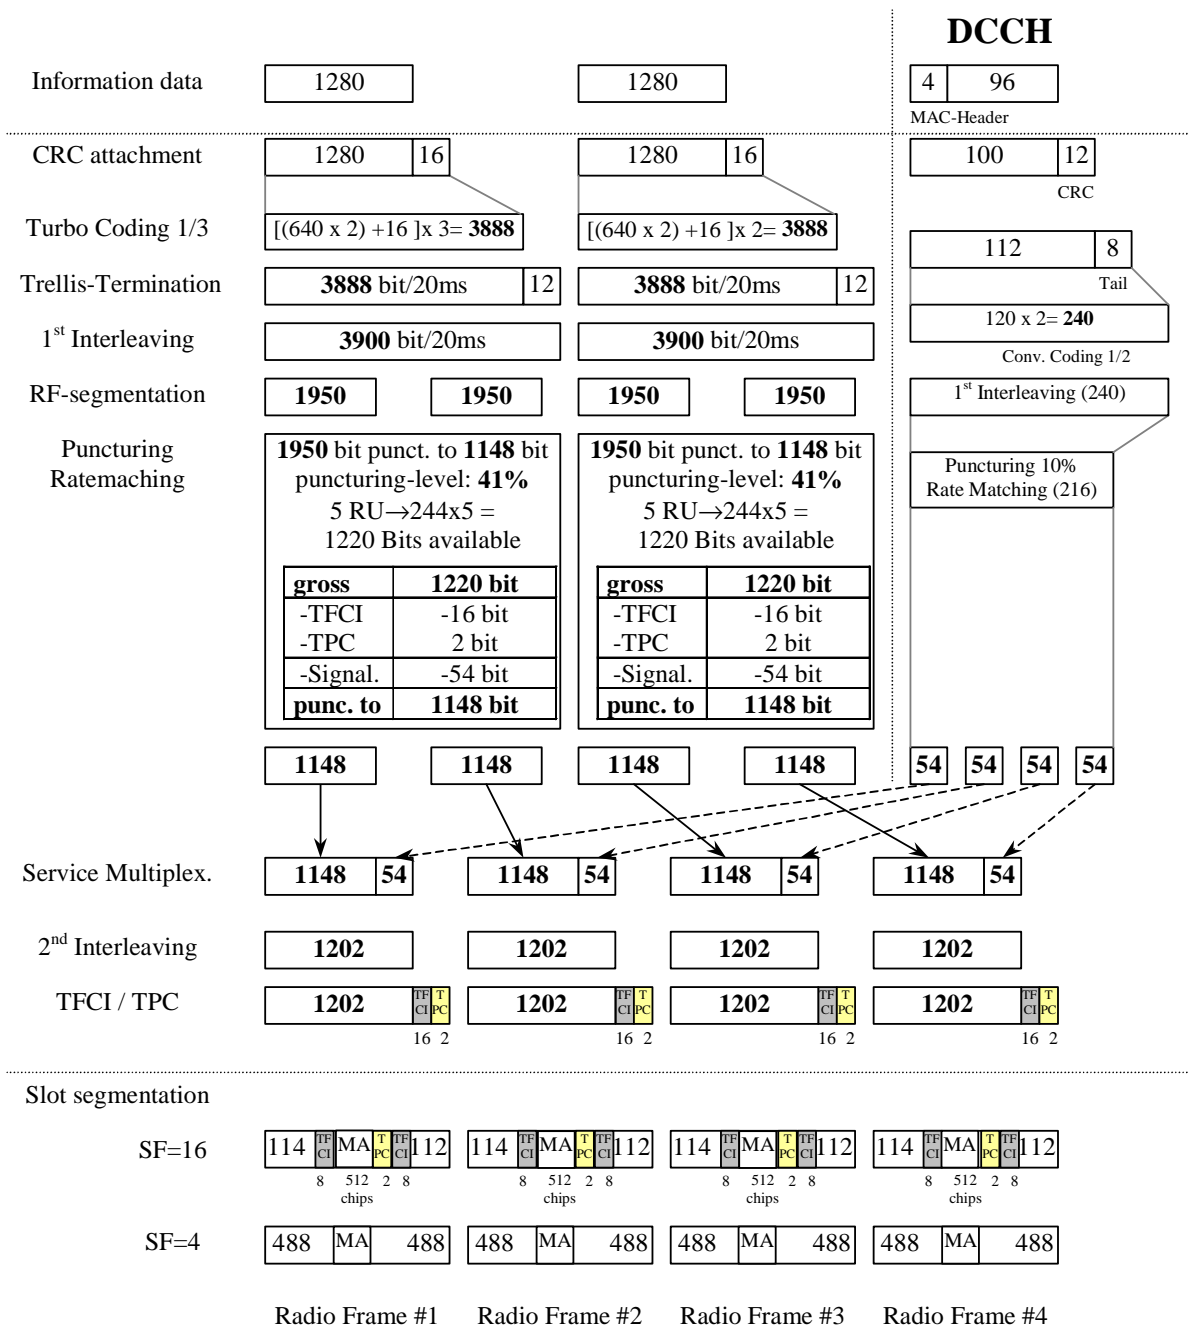 DCCH
Information data 1280 1280 4 96
MAC-Header
CRC attachment 1280 16 1280 16 100 12
CRC
Turbo Coding 1/3 [(640 x 2) +16 ]x 3= 3888 [(640 x 2) +16 ]x 2= 3888
112 8
Tail
Trellis-Termination 3888 bit/20ms 12 3888 bit/20ms 12
120 x 2= 240
Conv. Coding 1/2
1st Interleaving 3900 bit/20ms 3900 bit/20ms
RF-segmentation 1950 1950 1950 1950 1st Interleaving (240)
Puncturing
Ratemaching
1950 bit punct. to 1148 bit
puncturing-level: 41%
5 RU→244x5 =
1220 Bits available
gross 1220 bit
-TFCI -16 bit
-TPC 2 bit
-Signal. -54 bit
punc. to 1148 bit
1950 bit punct. to 1148 bit
puncturing-level: 41%
5 RU→244x5 =
1220 Bits available
gross 1220 bit
-TFCI -16 bit
-TPC 2 bit
-Signal. -54 bit
punc. to 1148 bit
Puncturing 10%
Rate Matching (216)
1148 1148 1148 1148 54 54 54 54
Service Multiplex. 1148 54 1148 54 1148 54 1148 54
2nd Interleaving 1202 1202 1202 1202
TFCI / TPC 1202 TFCI TPC 1202 TFCI TPC 1202 TFCI TPC 1202 TFCI TPC
16 2 16 2 16 2 16 2
Slot segmentation
SF=16 114 TFCI MA TPC TFCI 112 114 TFCI MA TPC TFCI 112 114 TFCI MA TPC TFCI 112 114 TFCI MA TPC TFCI 112
8 512 2 8 8 512 2 8 8 512 2 8 8 512 2 8
chips chips chips chips
SF=4 488 MA 488 488 MA 488 488 MA 488 488 MA 488
Radio Frame #1 Radio Frame #2 Radio Frame #3 Radio Frame #4